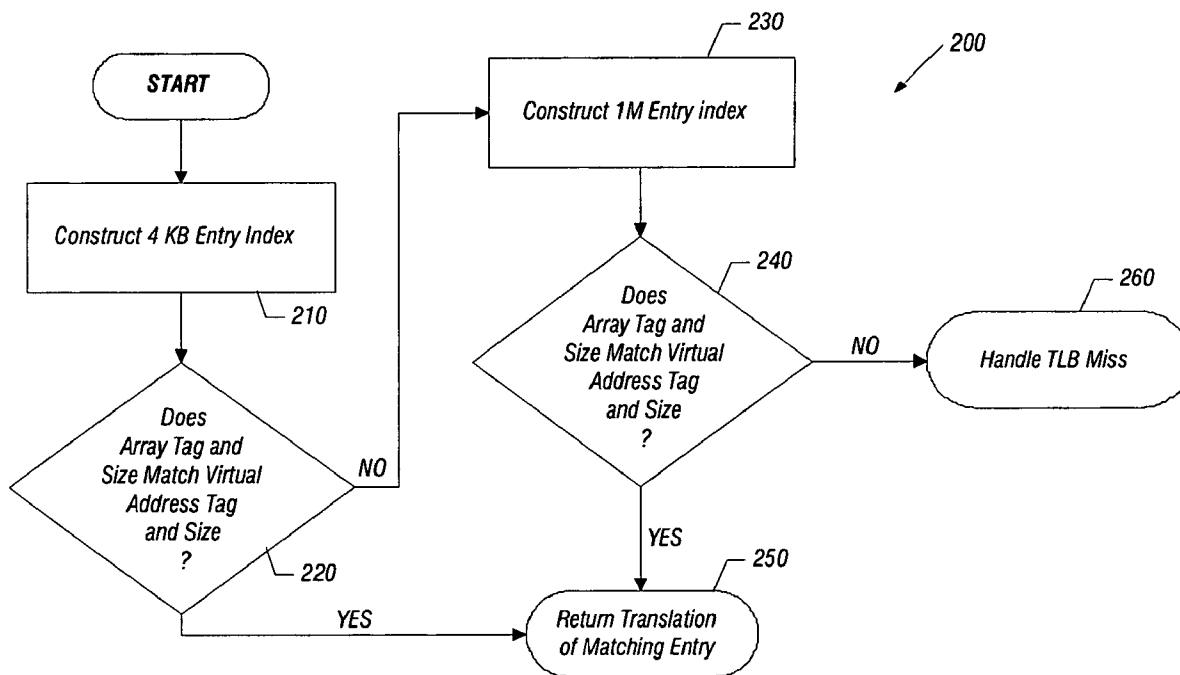 START
Construct 4 KB Entry Index
210
Does
Array Tag and
Size Match Virtual
Address Tag
and Size
?
220
NO
YES
230
Construct 1M Entry index
200
Does
Array Tag and
Size Match Virtual
Address Tag
and Size
?
240
NO
YES
260
Handle TLB Miss
250
Return Translation
of Matching Entry